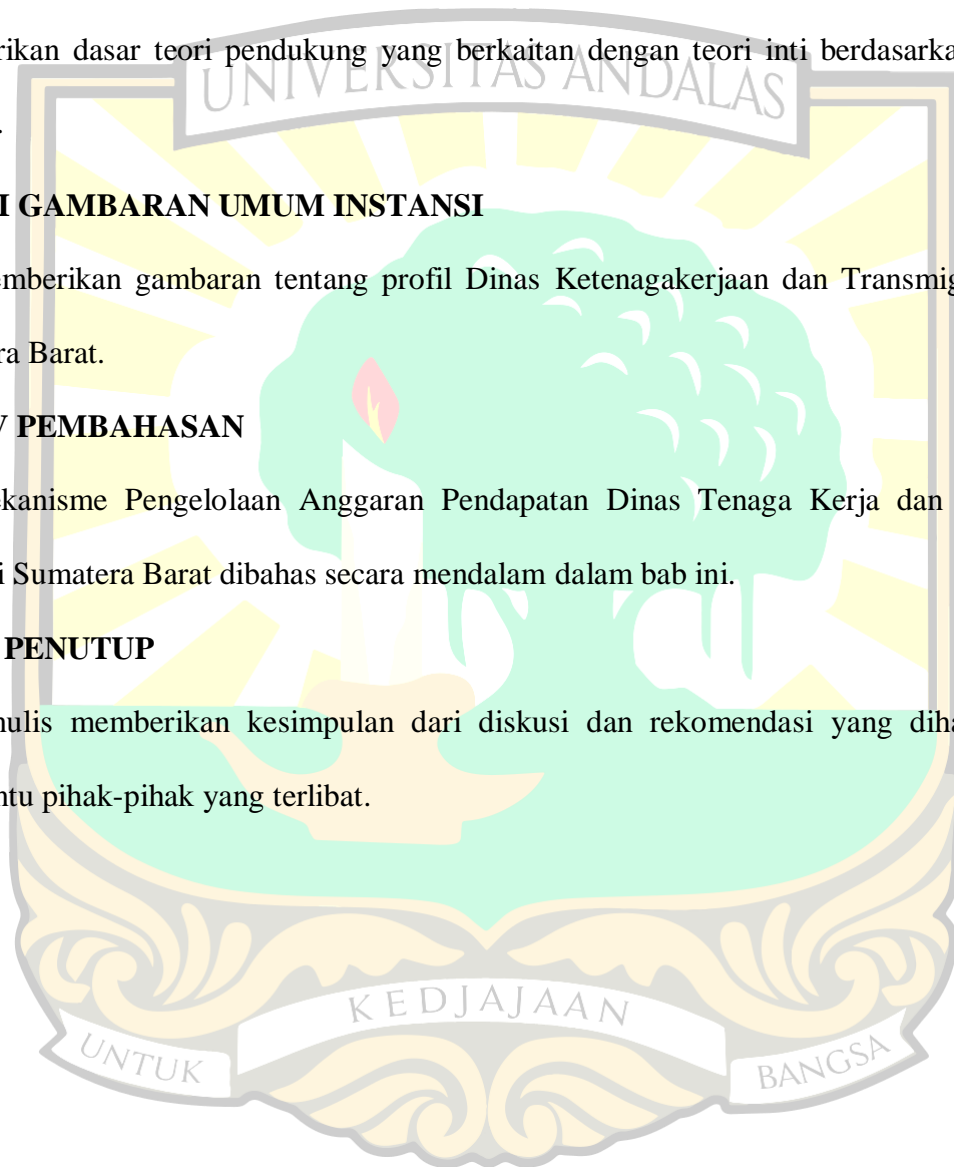 rikan dasar teori pendukung yang berkaitan dengan teori inti berdasarka
UNIVERSITAS ANDALAS
.
I GAMBARAN UMUM INSTANSI
emberikan gambaran tentang profil Dinas Ketenagakerjaan dan Transmig
ra Barat.
V PEMBAHASAN
ekanisme Pengelolaan Anggaran Pendapatan Dinas Tenaga Kerja dan
i Sumatera Barat dibahas secara mendalam dalam bab ini.
PENUTUP
nulis memberikan kesimpulan dari diskusi dan rekomendasi yang diha
ntu pihak-pihak yang terlibat.
UNTUK
KEDJAJAAN
BANGSA